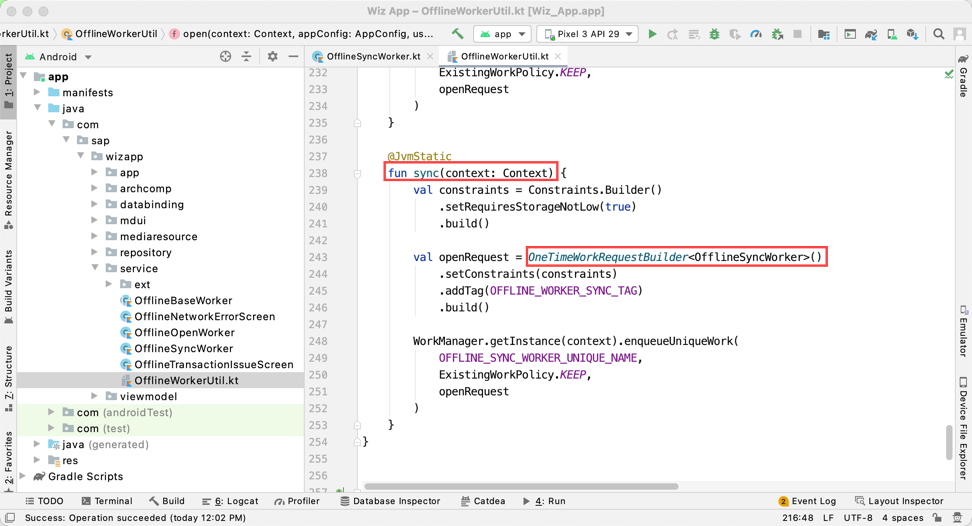 Wiz App – OfflineWorkerUtil.kt [Wiz_App.app]
rkerUtil.kt OfflineWorkerUtil open(context: Context, appConfig: AppConfig, us... app Pixel 3 API 29
Android OfflineSyncWorker.kt OfflineWorkerUtil.kt
1: Project
Resource Manager
Build Variants
Z: Structure
2: Favorites
app
manifests
java
com
sap
wizapp
app
archcomp
databinding
mdui
mediaresource
repository
service
ext
OfflineBaseWorker
OfflineNetworkErrorScreen
OfflineOpenWorker
OfflineSyncWorker
OfflineTransactionIssueScreen
OfflineWorkerUtil.kt
viewmodel
com (androidTest)
com (test)
java (generated)
res
Gradle Scripts
232 ExistingWorkPolicy.KEEP,
233 openRequest
234 )
235 }
236
237 @JvmStatic
238 fun sync(context: Context) {
239 val constraints = Constraints.Builder()
240 .setRequiresStorageNotLow(true)
241 .build()
242
243 val openRequest = OneTimeWorkRequestBuilder<OfflineSyncWorker>()
244 .setConstraints(constraints)
245 .addTag(OFFLINE_WORKER_SYNC_TAG)
246 .build()
247
248 WorkManager.getInstance(context).enqueueUniqueWork(
249 OFFLINE_SYNC_WORKER_UNIQUE_NAME,
250 ExistingWorkPolicy.KEEP,
251 openRequest
252 )
253 }
254 }
255
256
257
Gradle
Emulator
Device File Explorer
TODO Terminal Build 6: Logcat Profiler Database Inspector Catdea 4: Run 2 Event Log Layout Inspector
Success: Operation succeeded (today 12:02 PM) 216:48 LF UTF-8 4 spaces